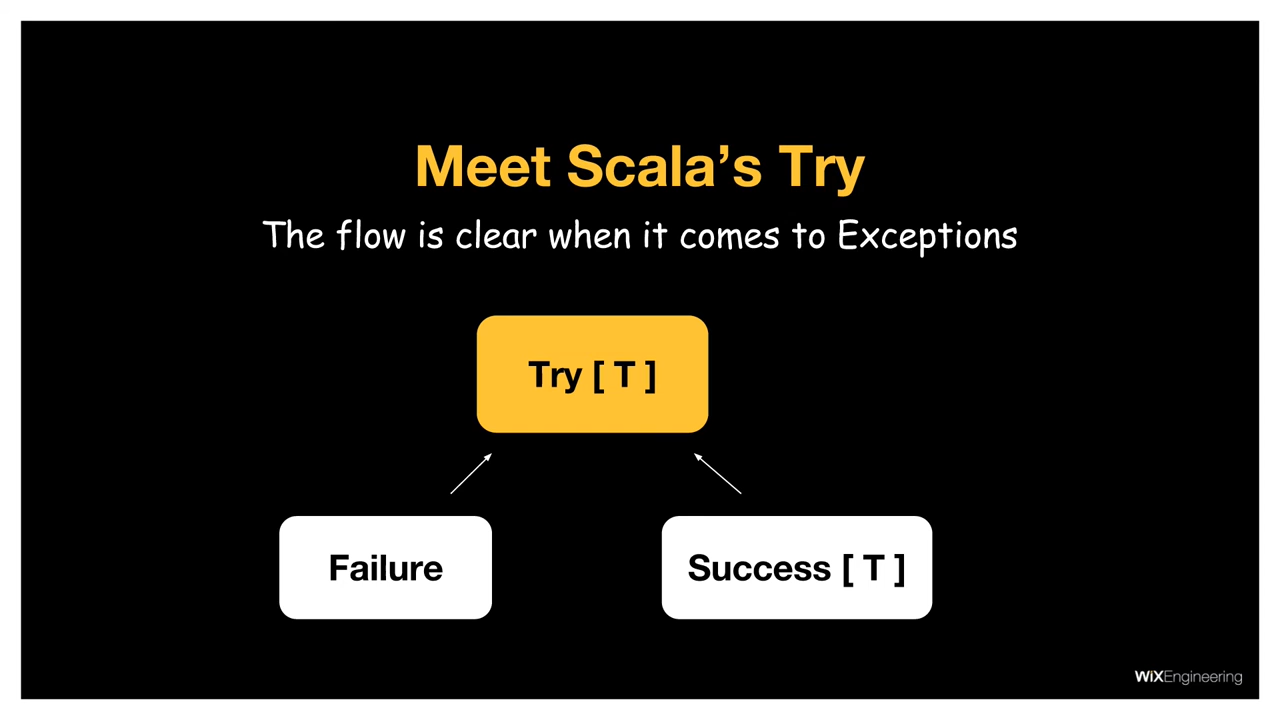 Meet Scala’s Try
The flow is clear when it comes to Exceptions
Try [ T ]
Failure
Success [ T ]
WiXEngineering